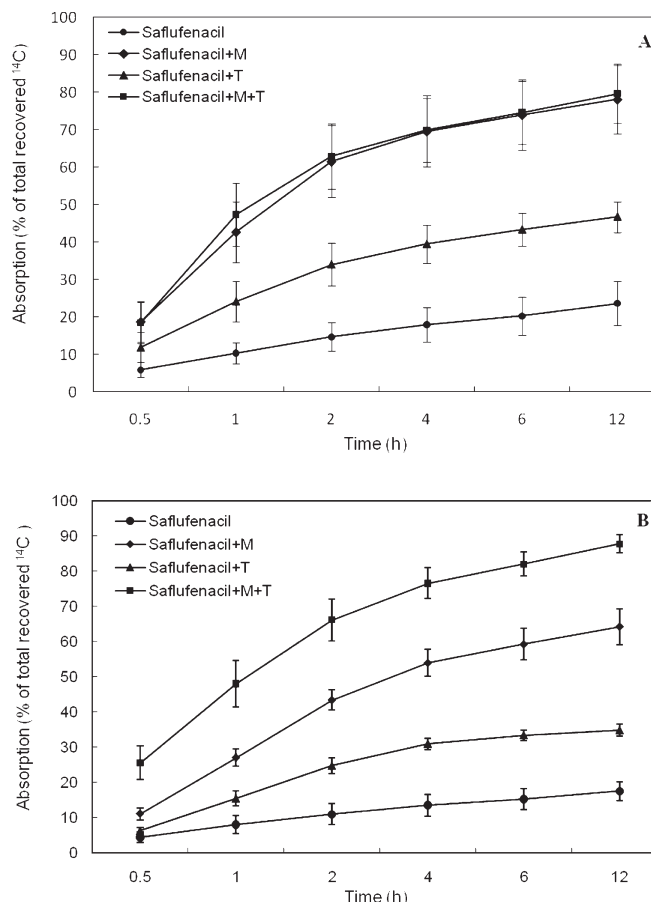 100
90
80
70
60
50
40
30
20
10
0
Absorption (% of total recovered ¹⁴C)
Saflufenacil
Saflufenacil+M
Saflufenacil+T
Saflufenacil+M+T
A
0.5 1 2 4 6 12
Time (h)
100
90
80
70
60
50
40
30
20
10
0
Absorption (% of total recovered ¹⁴C)
Saflufenacil
Saflufenacil+M
Saflufenacil+T
Saflufenacil+M+T
B
0.5 1 2 4 6 12
Time (h)